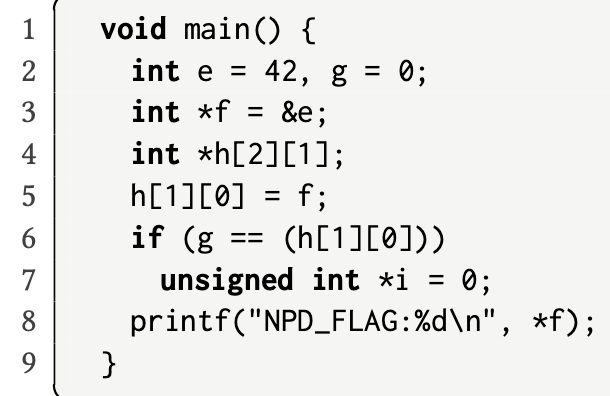 1 void main() {
2 int e = 42, g = 0;
3 int *f = &e;
4 int *h[2][1];
5 h[1][0] = f;
6 if (g == (h[1][0]))
7 unsigned int *i = 0;
8 printf("NPD_FLAG:%d\n", *f);
9 }